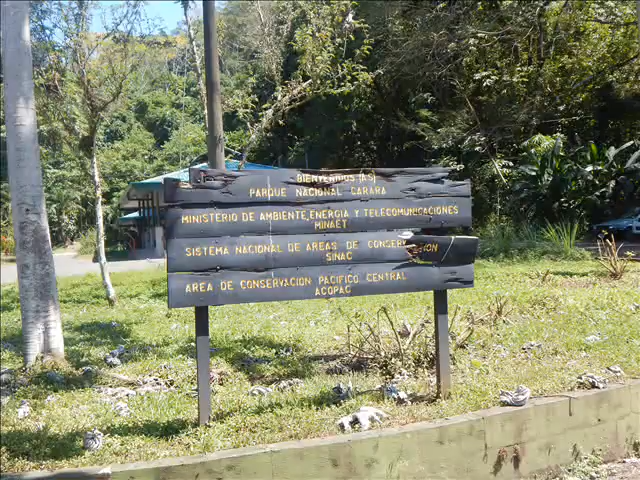 BIENVENIDOS (AS)
PARQUE NACIONAL CARARA
MINISTERIO DE AMBIENTE, ENERGIA Y TELECOMUNICACIONES
MINAET
SISTEMA NACIONAL DE AREAS DE CONSERVACION
SINAC
AREA DE CONSERVACION PACIFICO CENTRAL
ACOPAC